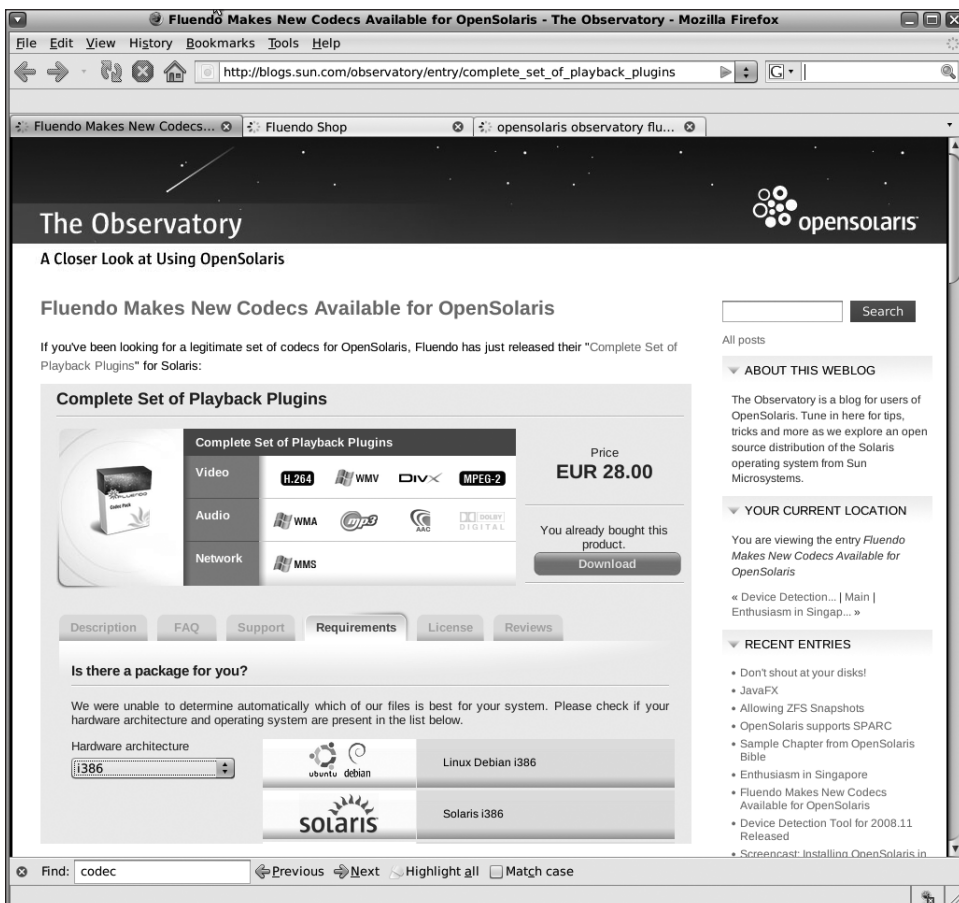 Fluendo Makes New Codecs Available for OpenSolaris - The Observatory - Mozilla Firefox
File Edit View History Bookmarks Tools Help
http://blogs.sun.com/observatory/entry/complete_set_of_playback_plugins
G
Fluendo Makes New Codecs...
Fluendo Shop
opensolaris observatory flu...
The Observatory
opensolaris
A Closer Look at Using OpenSolaris
Fluendo Makes New Codecs Available for OpenSolaris
If you've been looking for a legitimate set of codecs for OpenSolaris, Fluendo has just released their "Complete Set of
Playback Plugins" for Solaris:
Complete Set of Playback Plugins
FLUENDO
Codec Pack
Complete Set of Playback Plugins
Video
H.264 WMV DIVX MPEG-2
Audio
WMA mp3 AAC DOLBY DIGITAL
Network
MMS
Price
EUR 28.00
You already bought this
product.
Download
Description FAQ Support Requirements License Reviews
Is there a package for you?
We were unable to determine automatically which of our files is best for your system. Please check if your
hardware architecture and operating system are present in the list below.
Hardware architecture
i386
ubuntu debian
Linux Debian i386
solaris
Solaris i386
Search
All posts
ABOUT THIS WEBLOG
The Observatory is a blog for users of
OpenSolaris. Tune in here for tips,
tricks and more as we explore an open
source distribution of the Solaris
operating system from Sun
Microsystems.
YOUR CURRENT LOCATION
You are viewing the entry Fluendo
Makes New Codecs Available for
OpenSolaris
« Device Detection... | Main |
Enthusiasm in Singap... »
RECENT ENTRIES
• Don't shout at your disks!
• JavaFX
• Allowing ZFS Snapshots
• OpenSolaris supports SPARC
• Sample Chapter from OpenSolaris
Bible
• Enthusiasm in Singapore
• Fluendo Makes New Codecs
Available for OpenSolaris
• Device Detection Tool for 2008.11
Released
• Screencast: Installing OpenSolaris in
Find: codec Previous Next Highlight all Match case